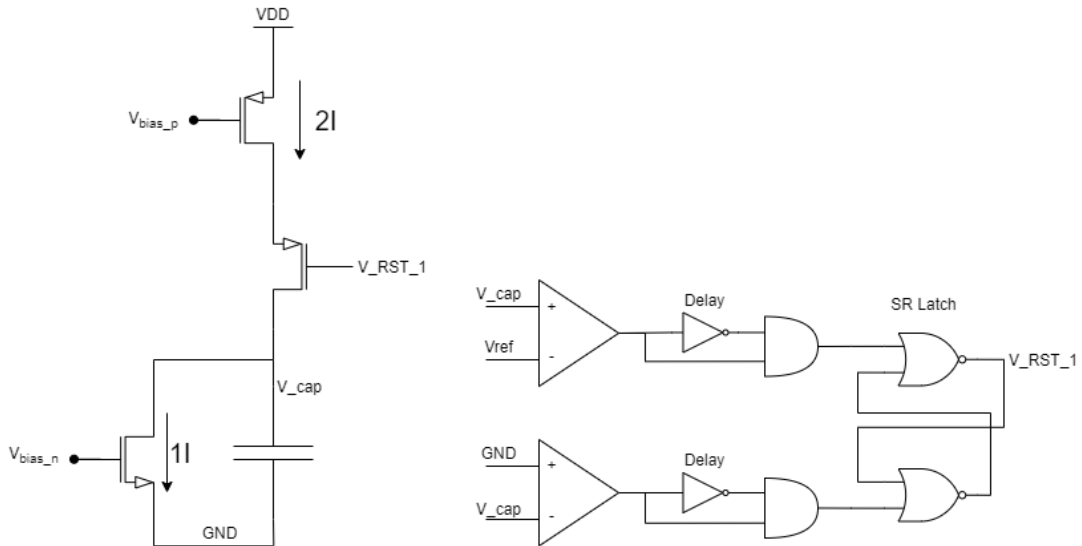 VDD
Vbias_p
2I
V_RST_1
V_cap
Vbias_n
1I
GND
V_cap
+
Vref
-
Delay
SR Latch
V_RST_1
GND
+
V_cap
-
Delay